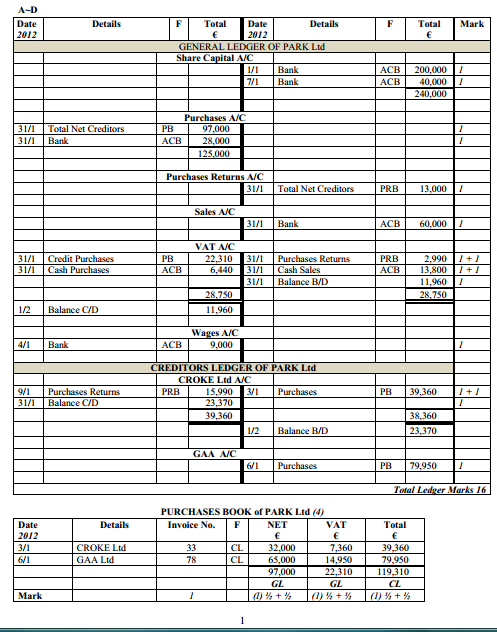 A~D
Date Details F Total Date Details F Total Mark
2012 € 2012 €
GENERAL LEDGER OF PARK Ltd
Share Capital A/C
1/1 Bank ACB 200,000 1
7/1 Bank ACB 40,000 1
240,000
Purchases A/C
31/1 Total Net Creditors PB 97,000 1
31/1 Bank ACB 28,000 1
125,000
Purchases Returns A/C
31/1 Total Net Creditors PRB 13,000 1
Sales A/C
31/1 Bank ACB 60,000 1
VAT A/C
31/1 Credit Purchases PB 22,310 31/1 Purchases Returns PRB 2,990 1 + 1
31/1 Cash Purchases ACB 6,440 31/1 Cash Sales ACB 13,800 1 + 1
31/1 Balance B/D 11,960 1
28,750 28,750
1/2 Balance C/D 11,960
Wages A/C
4/1 Bank ACB 9,000 1
CREDITORS LEDGER OF PARK Ltd
CROKE Ltd A/C
9/1 Purchases Returns PRB 15,990 3/1 Purchases PB 39,360 1 + 1
31/1 Balance C/D 23,370 1
39,360 38,360
1/2 Balance B/D 23,370
GAA A/C
6/1 Purchases PB 79,950 1
Total Ledger Marks 16
PURCHASES BOOK of PARK Ltd (4)
Date Details Invoice No. F NET VAT Total
2012 € € €
3/1 CROKE Ltd 33 CL 32,000 7,360 39,360
6/1 GAA Ltd 78 CL 65,000 14,950 79,950
97,000 22,310 119,310
GL GL CL
Mark 1 (1) ½ + ½ (1) ½ + ½ (1) ½ + ½
1